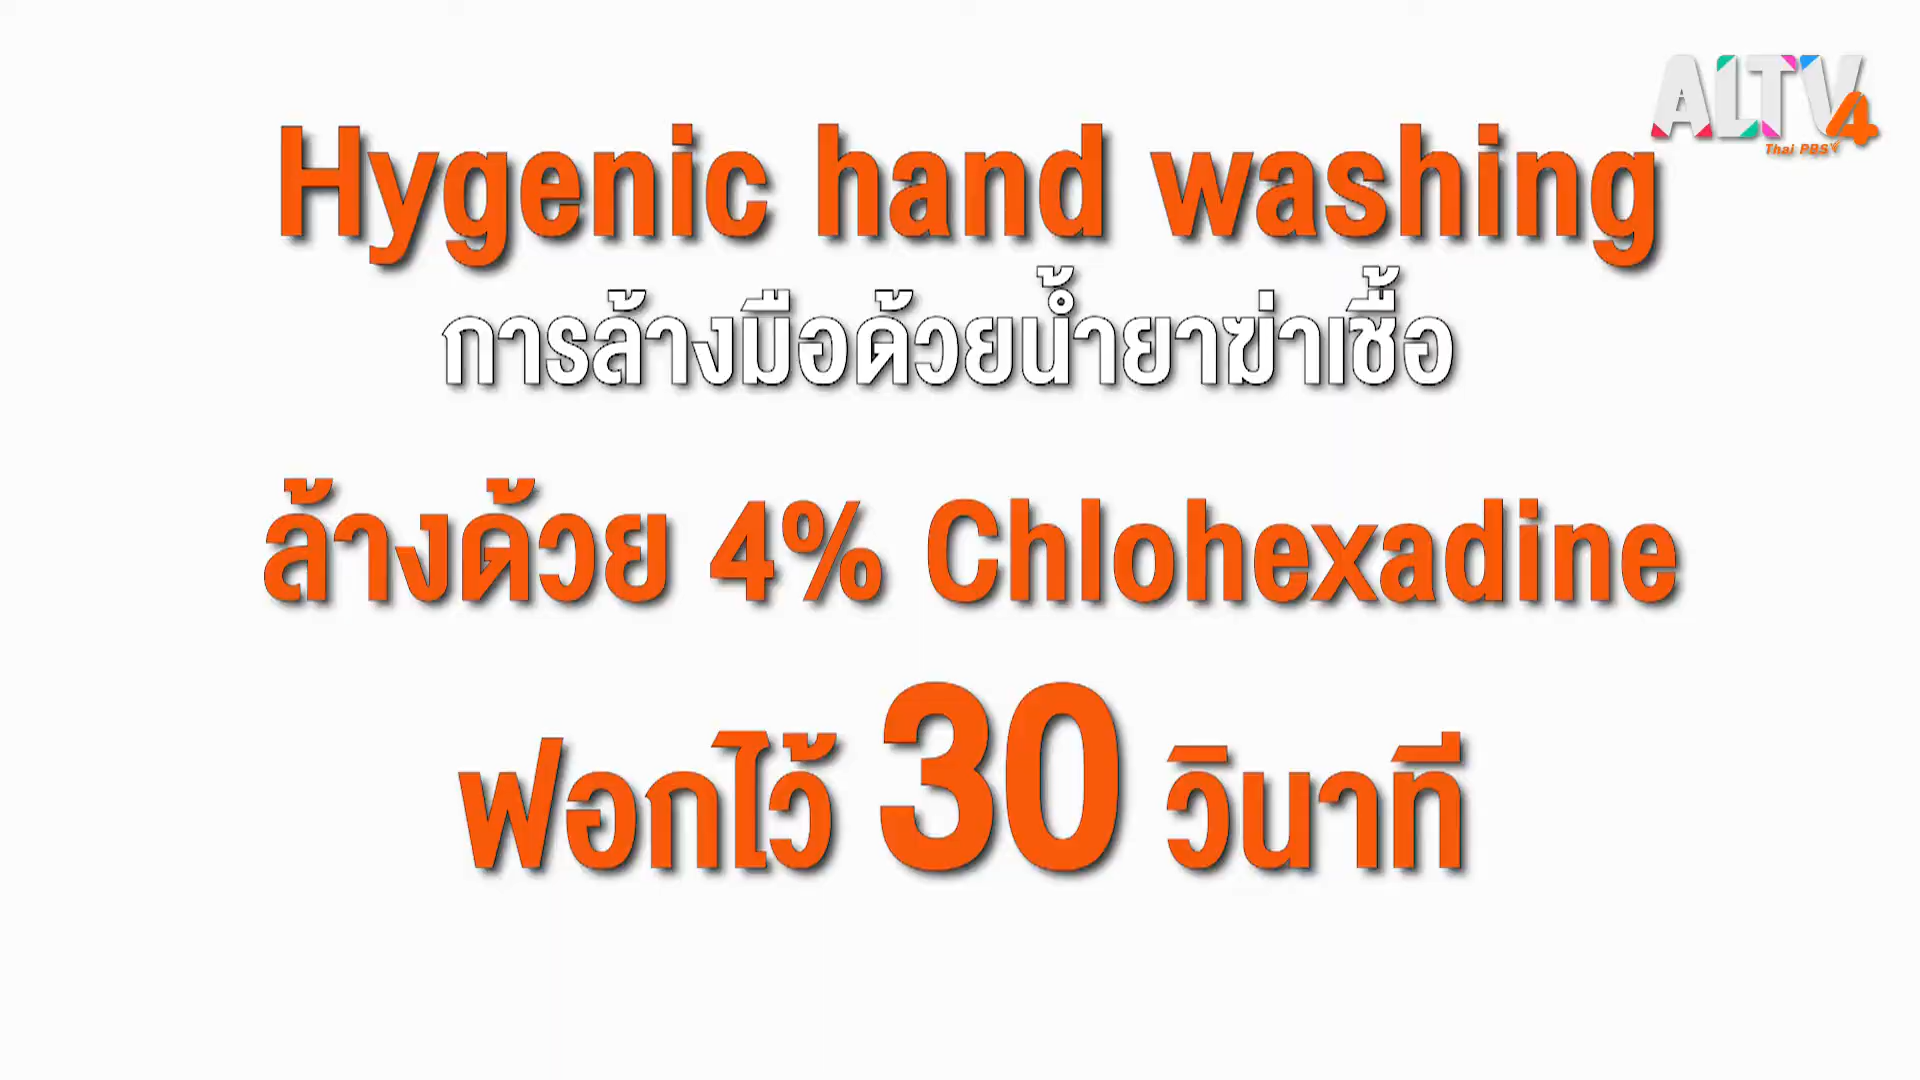 ALTV4
Thai PBS
Hygenic hand washing
การล้างมือด้วยน้ำยาฆ่าเชื้อ
ล้างด้วย 4% Chlohexadine
ฟอกไว้ 30 วินาที